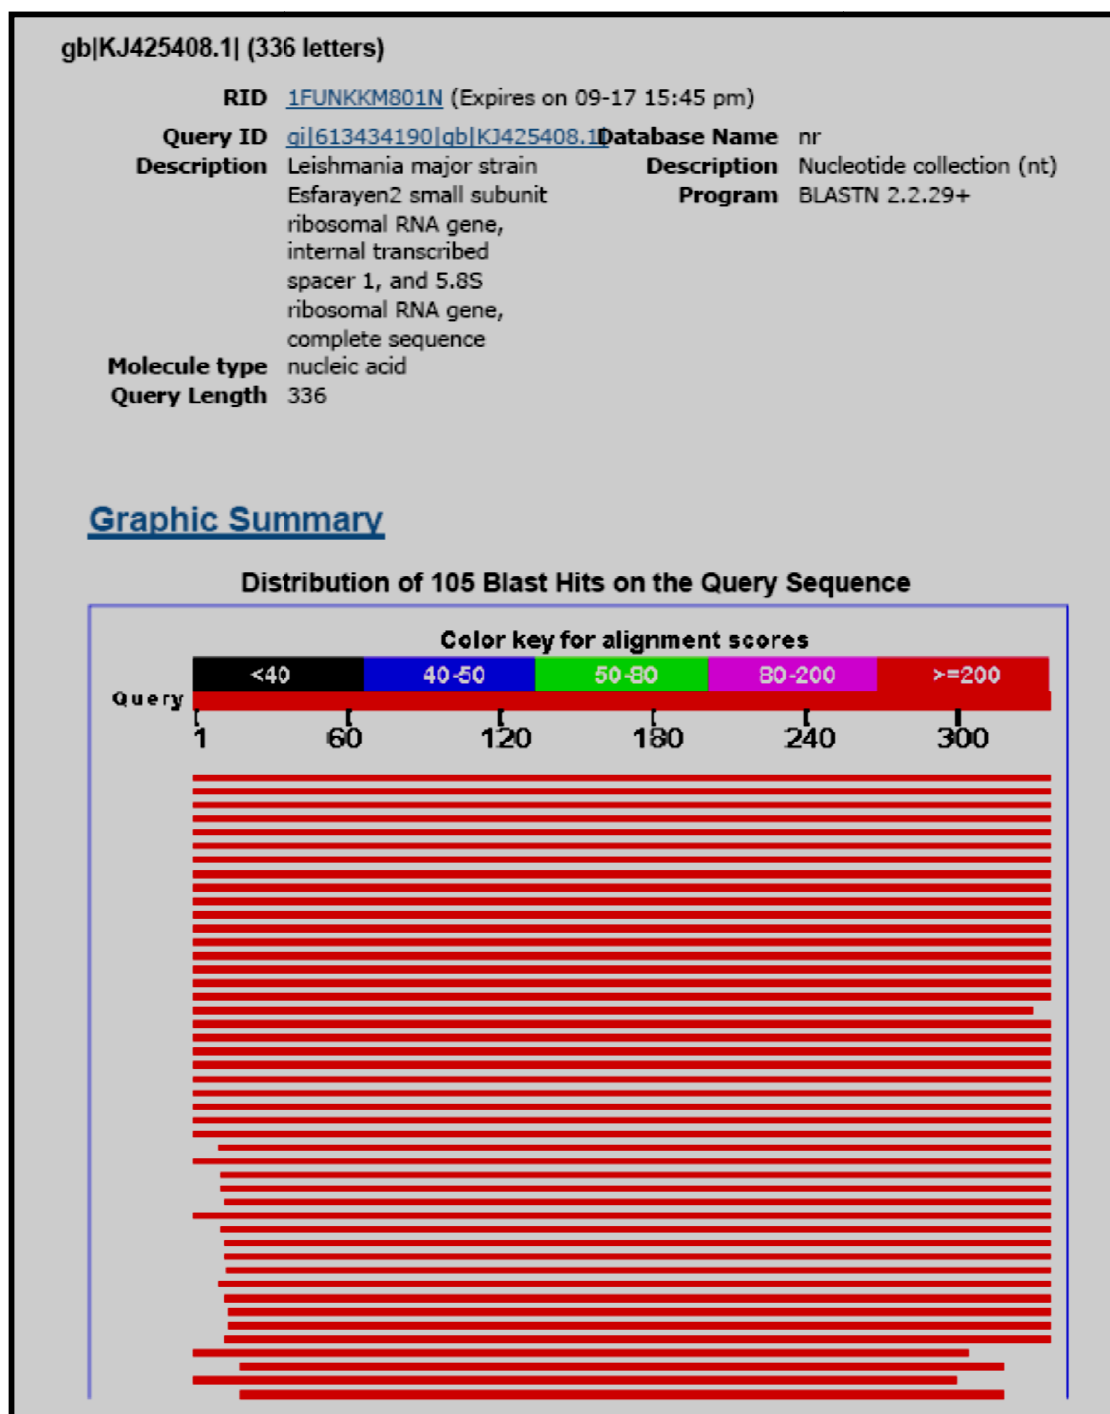 gb|KJ425408.1| (336 letters)
RID 1FUNKKM801N (Expires on 09-17 15:45 pm)
Query ID gi|613434190|gb|KJ425408.1| Database Name nr
Description Leishmania major strain Description Nucleotide collection (nt)
Esfarayen2 small subunit Program BLASTN 2.2.29+
ribosomal RNA gene,
internal transcribed
spacer 1, and 5.8S
ribosomal RNA gene,
complete sequence
Molecule type nucleic acid
Query Length 336
Graphic Summary
Distribution of 105 Blast Hits on the Query Sequence
Color key for alignment scores
<40 40-50 50-80 80-200 >=200
Query
1 60 120 180 240 300